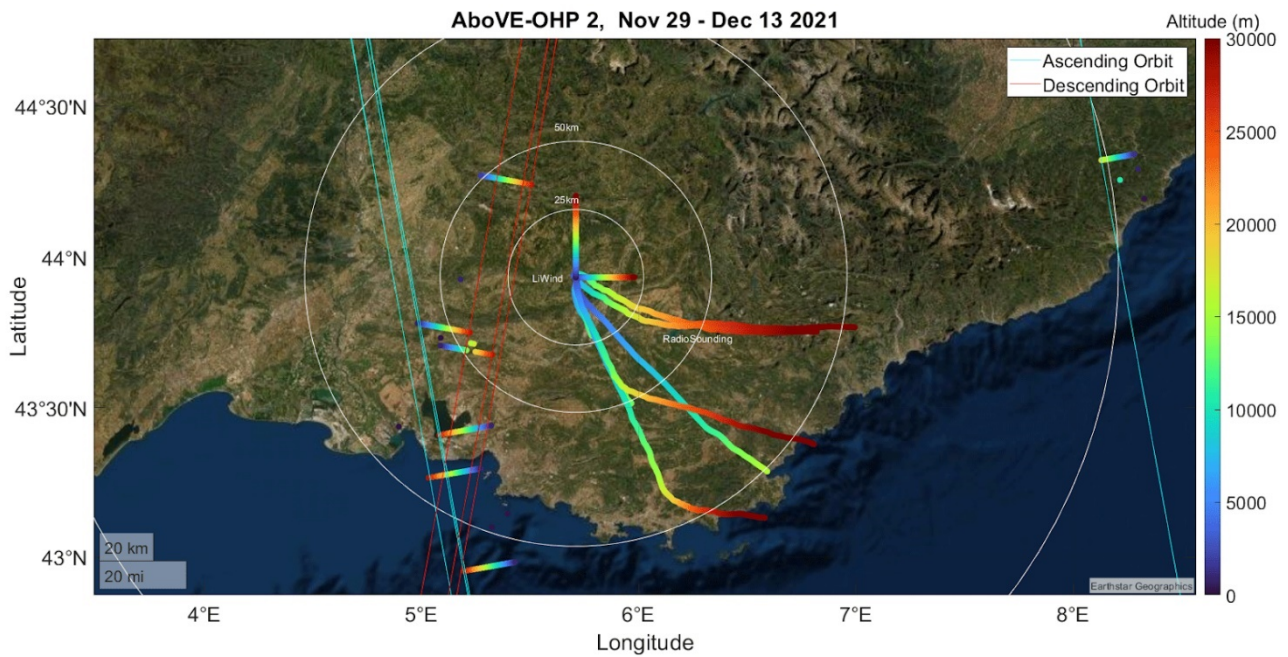 AboVE-OHP 2,  Nov 29 - Dec 13 2021
Altitude (m)
30000
25000
20000
15000
10000
5000
0
Ascending Orbit
Descending Orbit
44°30'N
44°N
43°30'N
43°N
Latitude
50km
25km
LiWind
RadioSounding
20 km
20 mi
Earthstar Geographics
4°E
5°E
6°E
7°E
8°E
Longitude